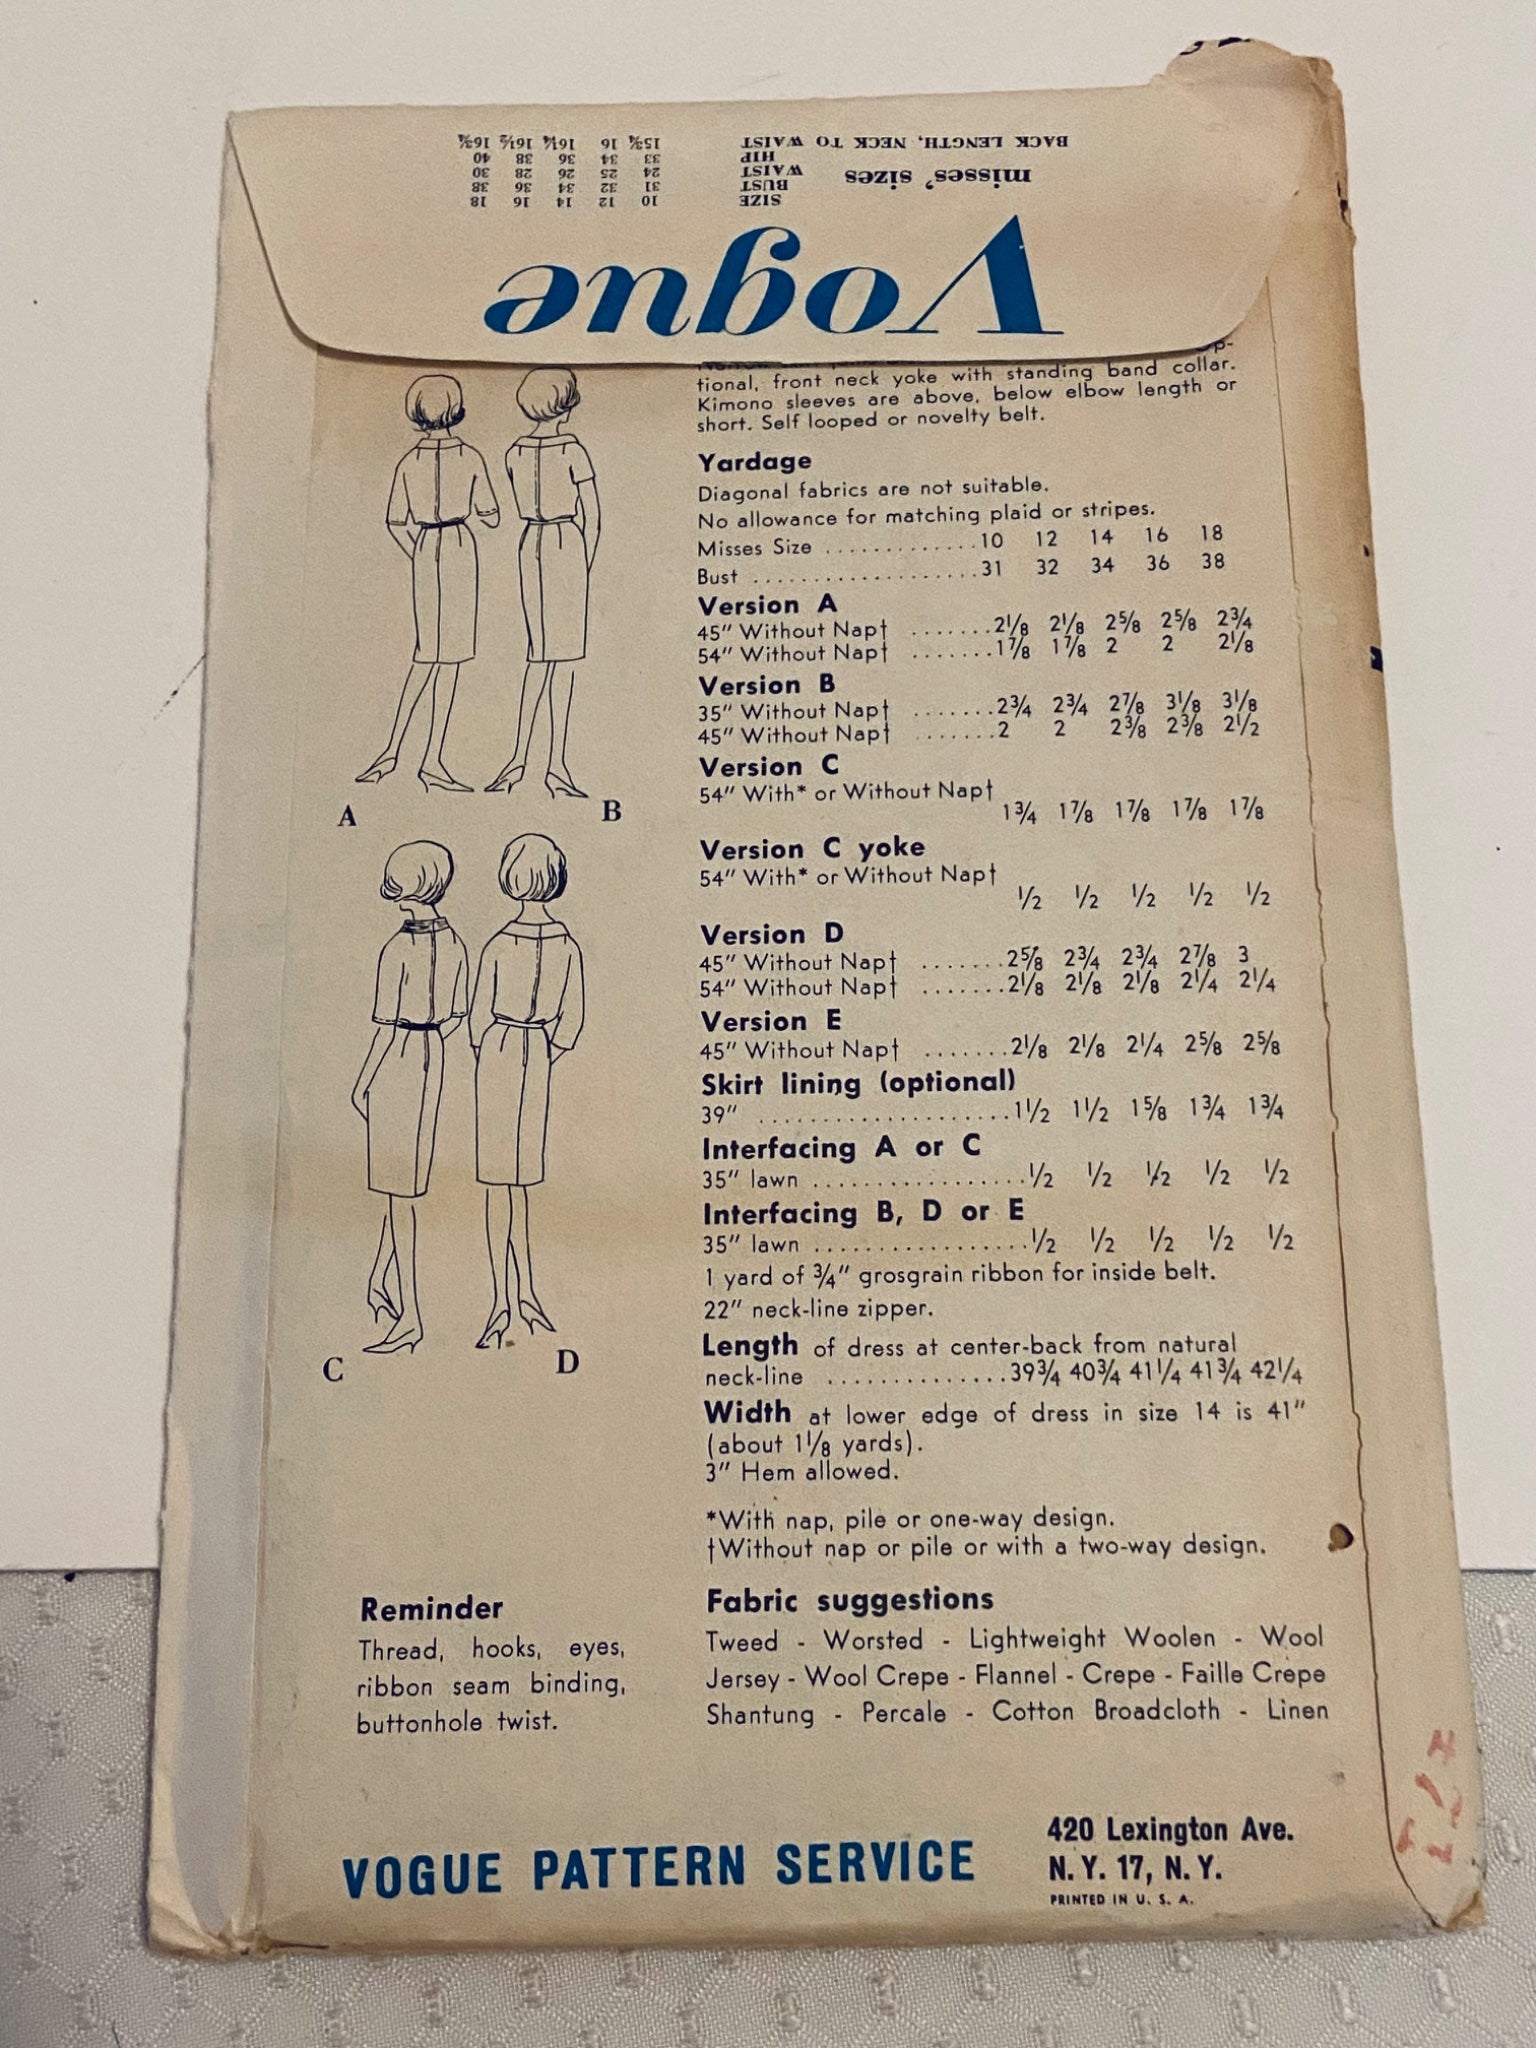 Vogue
misses' sizes
SIZE 10 12 14 16 18
BUST 31 32 34 36 38
WAIST 24 25 26 28 30
HIP 33 34 36 38 40
BACK LENGTH, NECK TO WAIST 15¾ 16 16¼ 16½ 16¾
tional, front neck yoke with standing band collar.
Kimono sleeves are above, below elbow length or
short. Self looped or novelty belt.
Yardage
Diagonal fabrics are not suitable.
No allowance for matching plaid or stripes.
Misses Size .............10 12 14 16 18
Bust ....................31 32 34 36 38
Version A
45" Without Nap† .......2⅛ 2⅛ 2⅝ 2⅝ 2¾
54" Without Nap† .......1⅞ 1⅞ 2 2 2⅛
Version B
35" Without Nap† .......2¾ 2¾ 2⅞ 3⅛ 3⅛
45" Without Nap† .......2 2 2⅜ 2⅜ 2½
Version C
54" With* or Without Nap†
1¾ 1⅞ 1⅞ 1⅞ 1⅞
Version C yoke
54" With* or Without Nap†
½ ½ ½ ½ ½
Version D
45" Without Nap† .......2⅝ 2¾ 2¾ 2⅞ 3
54" Without Nap† .......2⅛ 2⅛ 2⅛ 2¼ 2¼
Version E
45" Without Nap† .......2⅛ 2⅛ 2¼ 2⅝ 2⅝
Skirt lining (optional)
39" ......................1½ 1½ 1⅝ 1¾ 1¾
Interfacing A or C
35" lawn .................½ ½ ½ ½ ½
Interfacing B, D or E
35" lawn .................½ ½ ½ ½ ½
1 yard of ¾" grosgrain ribbon for inside belt.
22" neck-line zipper.
Length of dress at center-back from natural
neck-line ...............39¾ 40¾ 41¼ 41¾ 42¼
Width at lower edge of dress in size 14 is 41"
(about 1⅛ yards).
3" Hem allowed.
*With nap, pile or one-way design.
†Without nap or pile or with a two-way design.
A
B
C
D
Reminder
Thread, hooks, eyes,
ribbon seam binding,
buttonhole twist.
Fabric suggestions
Tweed - Worsted - Lightweight Woolen - Wool
Jersey - Wool Crepe - Flannel - Crepe - Faille Crepe
Shantung - Percale - Cotton Broadcloth - Linen
VOGUE PATTERN SERVICE
420 Lexington Ave.
N. Y. 17, N. Y.
PRINTED IN U. S. A.